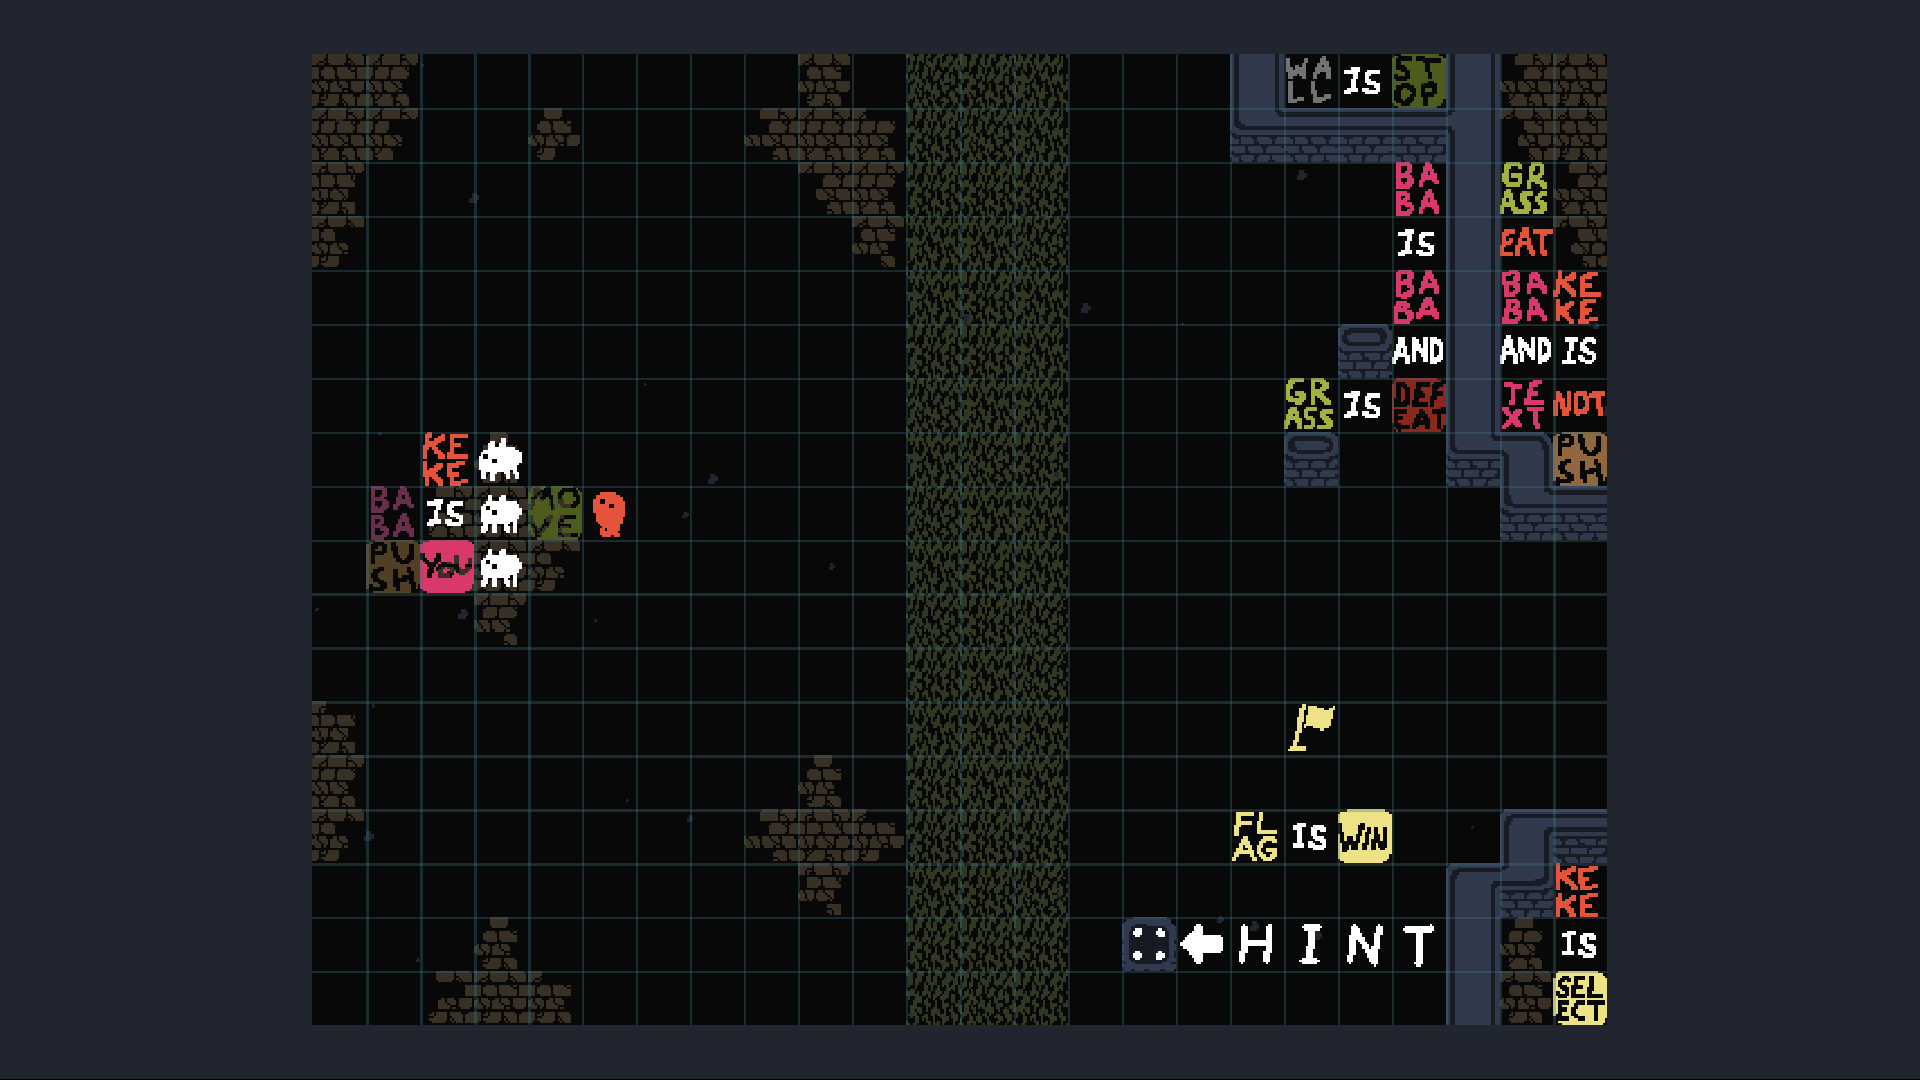 WALL IS STOP
BABA GRASS
IS EAT
BABA BABA KEKE
AND AND IS
GRASS IS DEFEAT TEXT NOT
KEKE PUSH
BABA IS MOVE
PUSH YOU
FLAG IS WIN
KEKE
HINT IS
SELECT